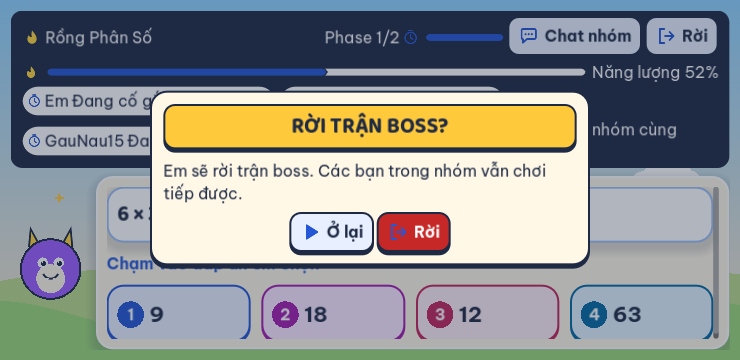 Rồng Phân Số
Phase 1/2
Chat nhóm
Rời
Năng lượng 52%
Em Đang cố
GauNau15
nhóm cùng
RỜI TRẬN BOSS?
Em sẽ rời trận boss. Các bạn trong nhóm vẫn chơi
tiếp được.
Ở lại
Rời
6 ×
Chạm
1 9
2 18
3 12
4 63